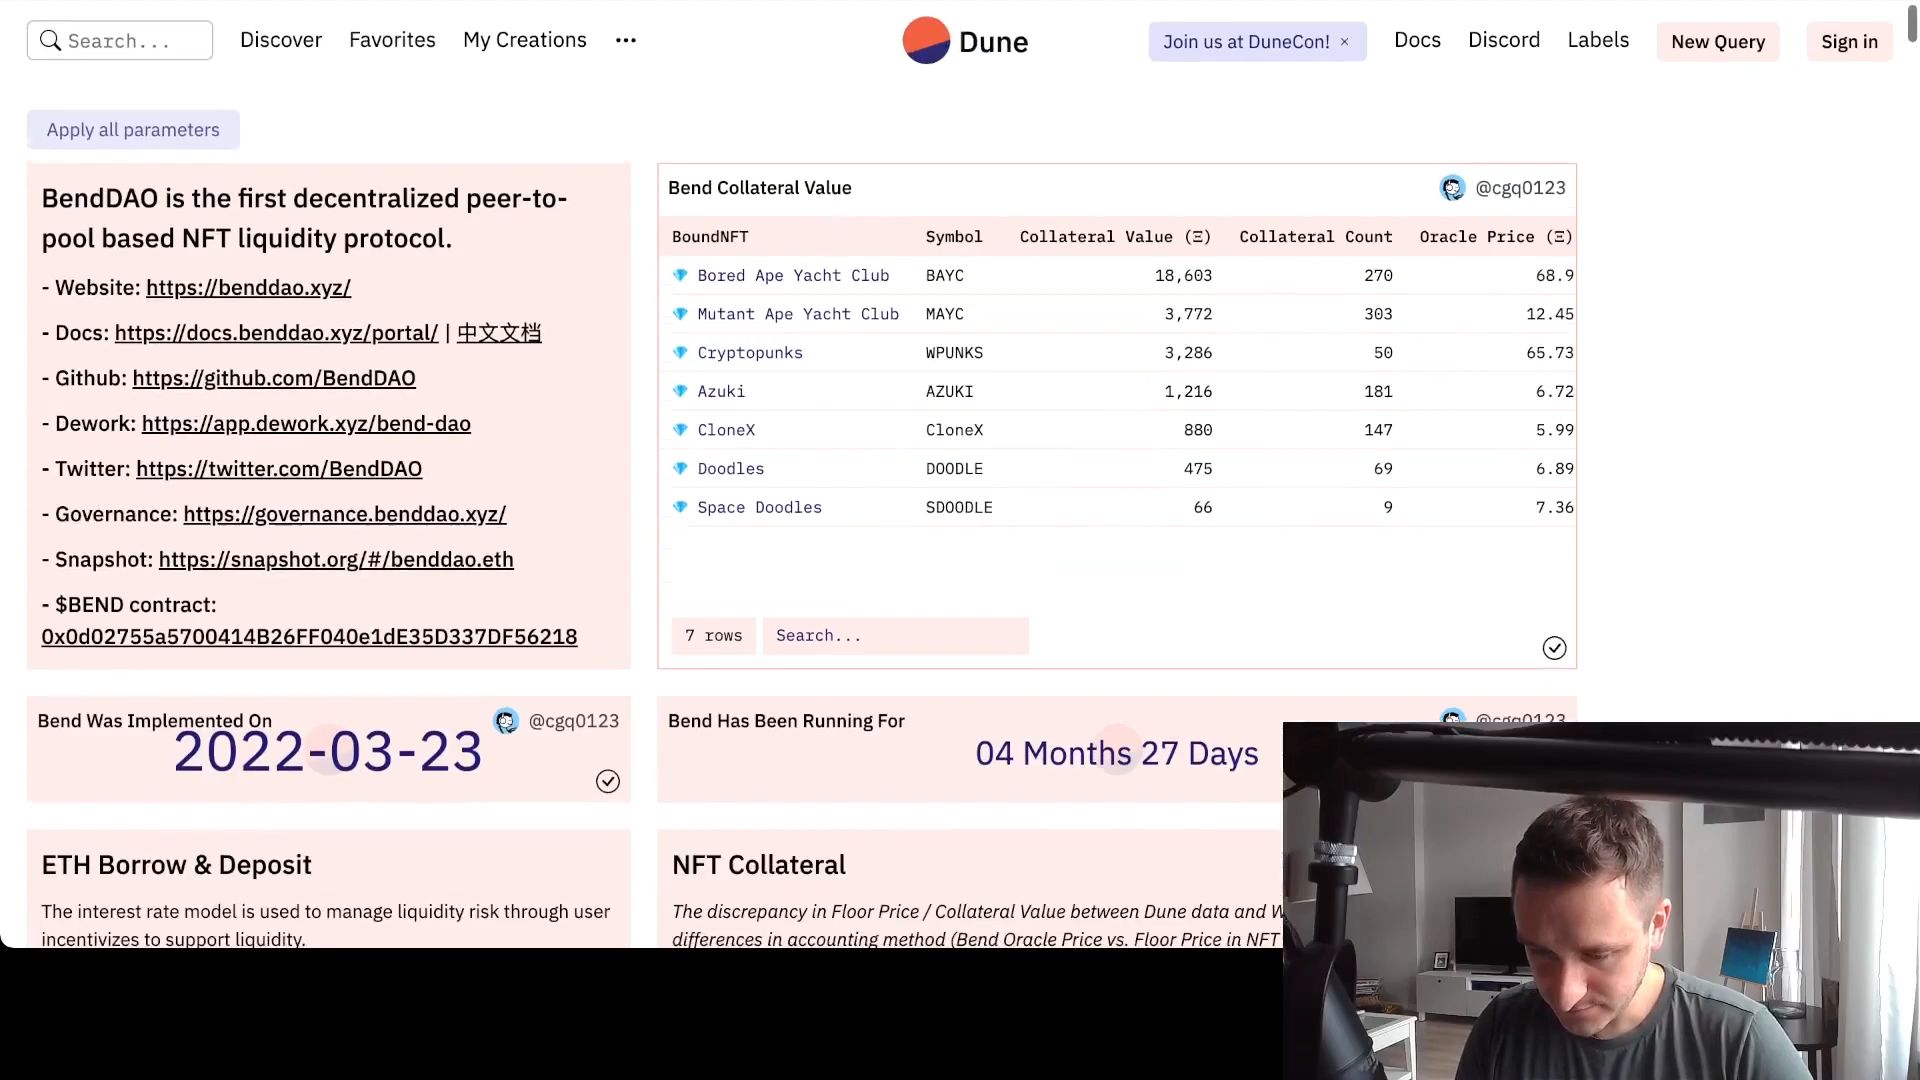 Search...
Discover
Favorites
My Creations
Dune
Join us at DuneCon! ×
Docs
Discord
Labels
New Query
Sign in
Apply all parameters
BendDAO is the first decentralized peer-to-
pool based NFT liquidity protocol.
- Website: https://benddao.xyz/
- Docs: https://docs.benddao.xyz/portal/ | 中文文档
- Github: https://github.com/BendDAO
- Dework: https://app.dework.xyz/bend-dao
- Twitter: https://twitter.com/BendDAO
- Governance: https://governance.benddao.xyz/
- Snapshot: https://snapshot.org/#/benddao.eth
- $BEND contract:
0x0d02755a5700414B26FF040e1dE35D337DF56218
Bend Collateral Value
@cgq0123
BoundNFT Symbol Collateral Value (Ξ) Collateral Count Oracle Price (Ξ)
Bored Ape Yacht Club BAYC 18,603 270 68.9
Mutant Ape Yacht Club MAYC 3,772 303 12.45
Cryptopunks WPUNKS 3,286 50 65.73
Azuki AZUKI 1,216 181 6.72
CloneX CloneX 880 147 5.99
Doodles DOODLE 475 69 6.89
Space Doodles SDOODLE 66 9 7.36
7 rows
Search...
Bend Was Implemented On
@cgq0123
2022-03-23
Bend Has Been Running For
@cgq0123
04 Months 27 Days
ETH Borrow & Deposit
The interest rate model is used to manage liquidity risk through user
incentivizes to support liquidity.
NFT Collateral
The discrepancy in Floor Price / Collateral Value between Dune data and
differences in accounting method (Bend Oracle Price vs. Floor Price in NFT